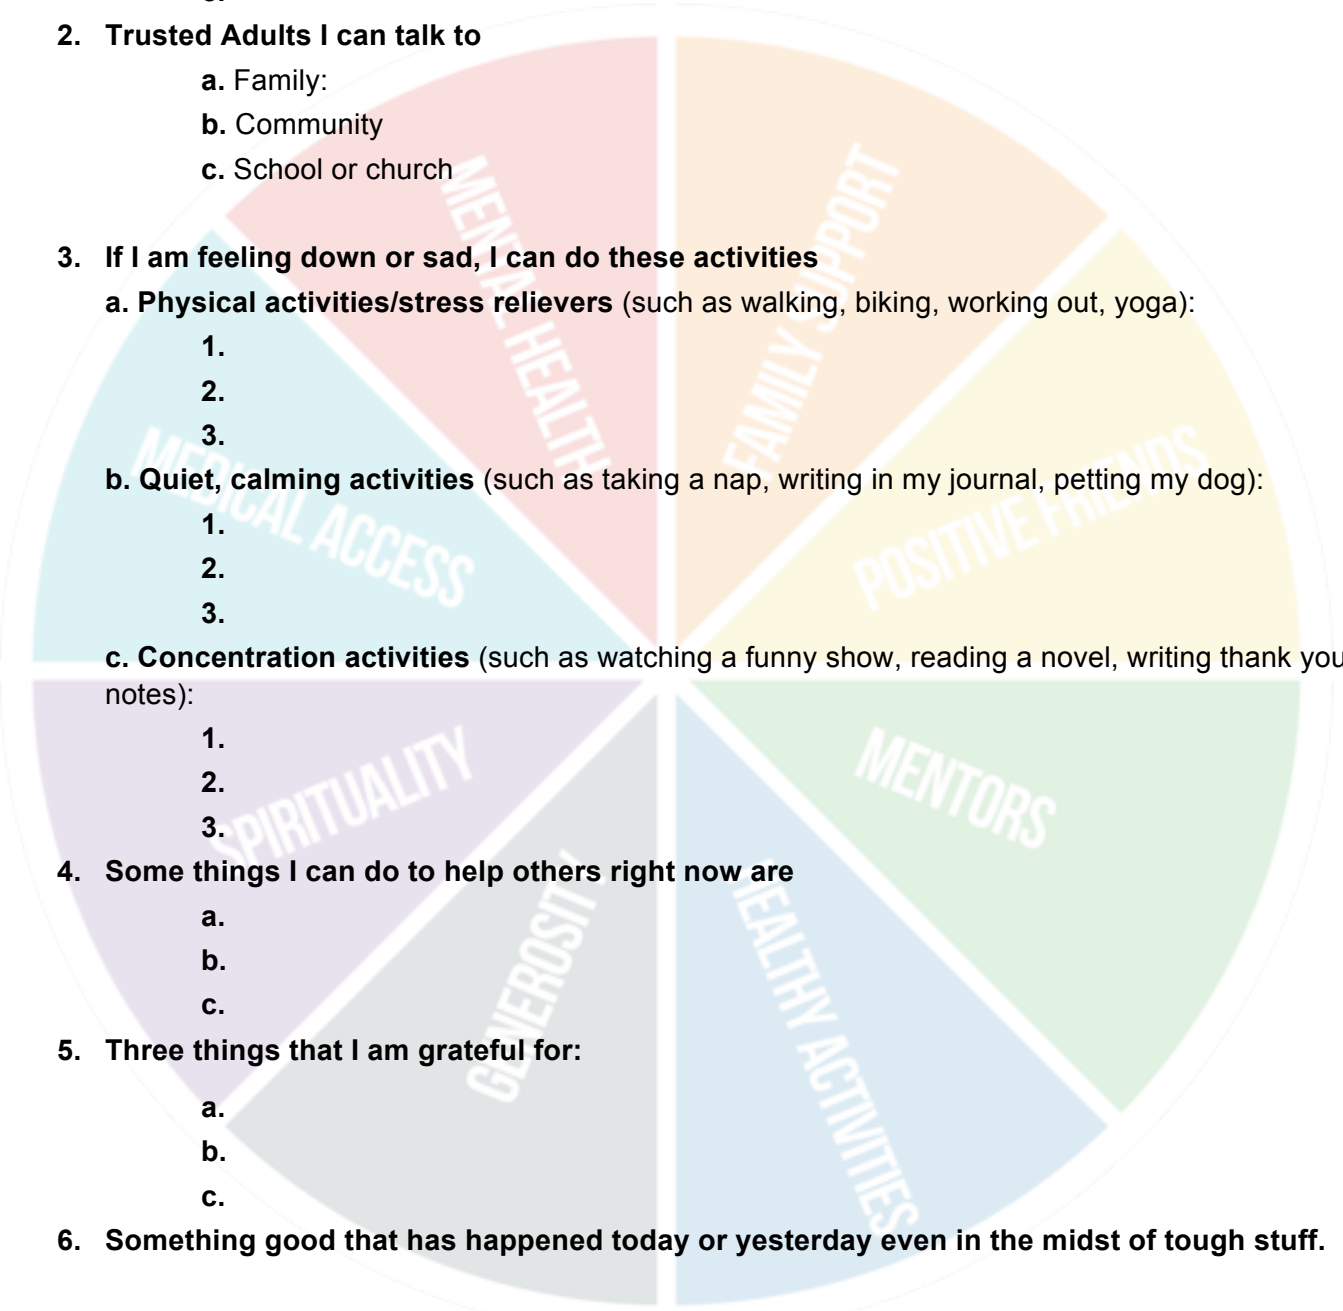 2. Trusted Adults I can talk to
a. Family:
b. Community
c. School or church
3. If I am feeling down or sad, I can do these activities
a. Physical activities/stress relievers (such as walking, biking, working out, yoga):
1.
2.
3.
b. Quiet, calming activities (such as taking a nap, writing in my journal, petting my dog):
1.
2.
3.
c. Concentration activities (such as watching a funny show, reading a novel, writing thank you
notes):
1.
2.
3.
4. Some things I can do to help others right now are
a.
b.
c.
5. Three things that I am grateful for:
a.
b.
c.
6. Something good that has happened today or yesterday even in the midst of tough stuff.
MENTAL HEALTH
FAMILY SUPPORT
POSITIVE FRIENDS
MENTORS
HEALTHY ACTIVITIES
GENEROSITY
SPIRITUALITY
MEDICAL ACCESS